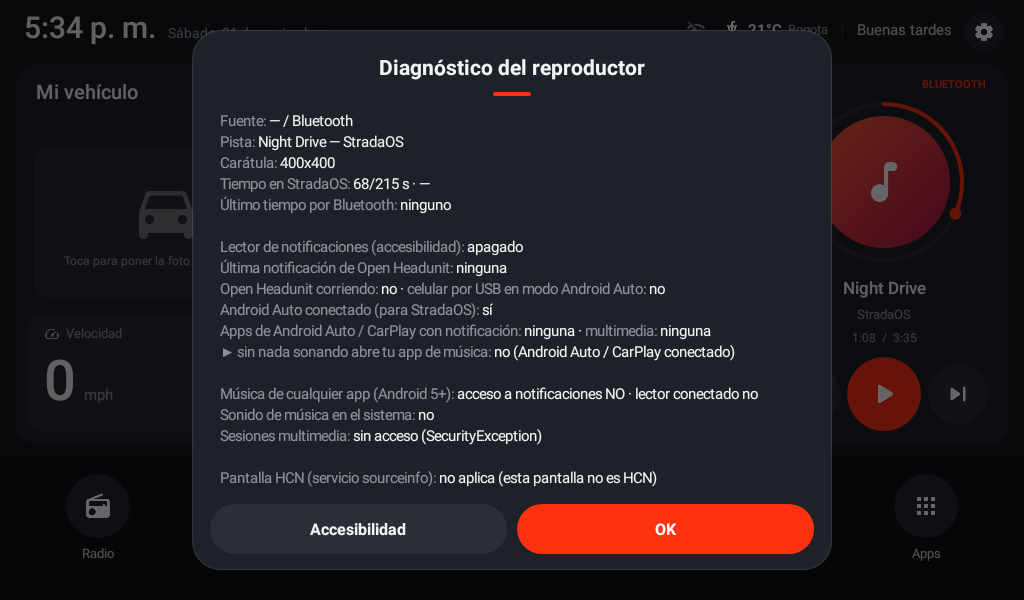 5:34 p. m.
21°C Bogota
Buenas tardes
Mi vehículo
Toca para poner la foto
Velocidad
0 mph
Diagnóstico del reproductor
Fuente: — / Bluetooth
Pista: Night Drive — StradaOS
Carátula: 400x400
Tiempo en StradaOS: 68/215 s · —
Último tiempo por Bluetooth: ninguno
Lector de notificaciones (accesibilidad): apagado
Última notificación de Open Headunit: ninguna
Open Headunit corriendo: no · celular por USB en modo Android Auto: no
Android Auto conectado (para StradaOS): sí
Apps de Android Auto / CarPlay con notificación: ninguna · multimedia: ninguna
► sin nada sonando abre tu app de música: no (Android Auto / CarPlay conectado)
Música de cualquier app (Android 5+): acceso a notificaciones NO · lector conectado no
Sonido de música en el sistema: no
Sesiones multimedia: sin acceso (SecurityException)
Pantalla HCN (servicio sourceinfo): no aplica (esta pantalla no es HCN)
Accesibilidad
OK
BLUETOOTH
Night Drive
StradaOS
1:08 / 3:35
Radio
Apps